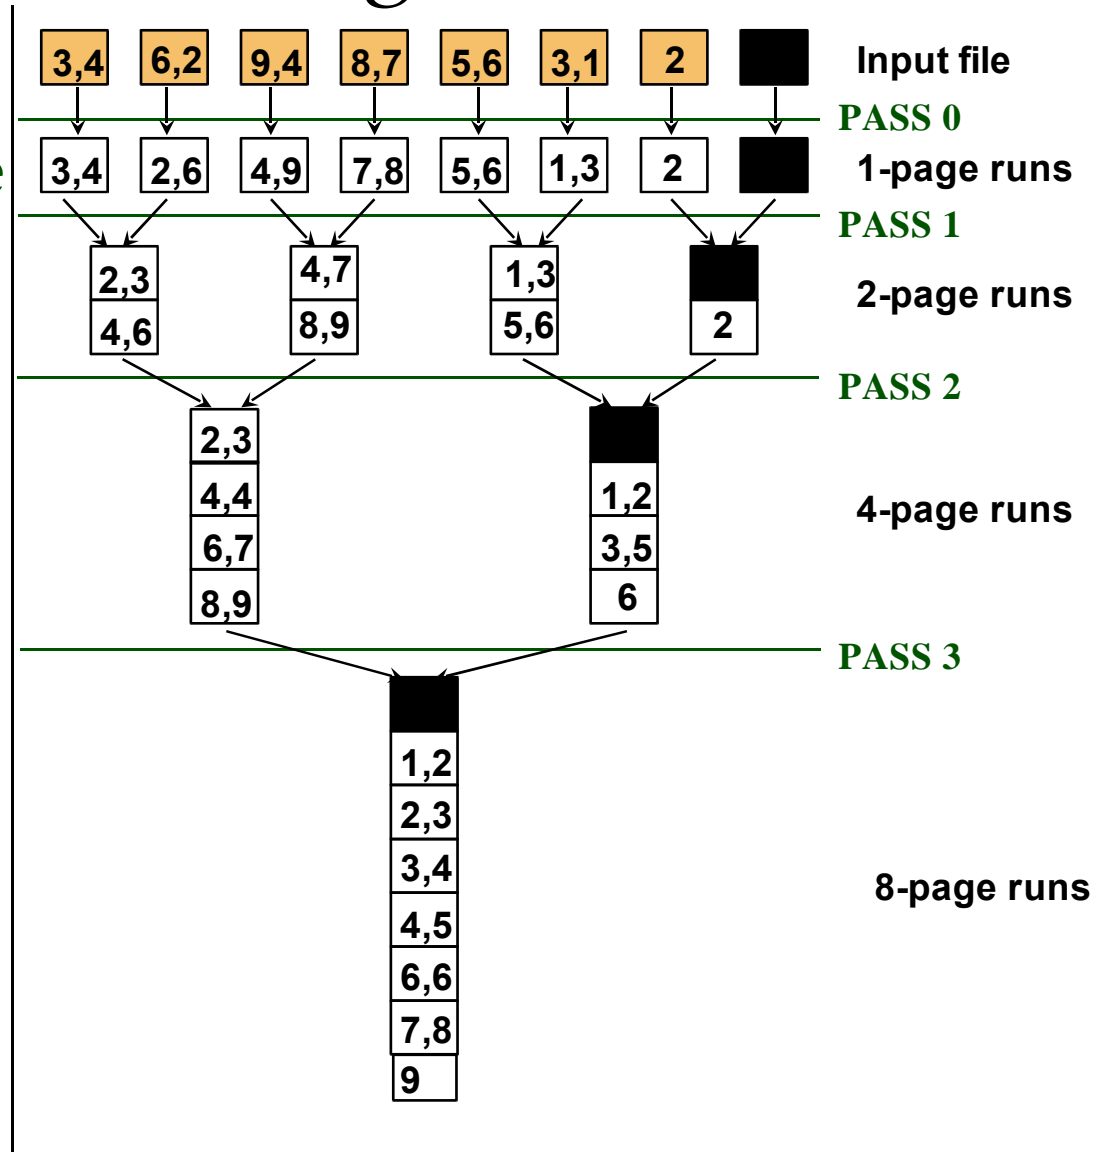 3,4 6,2 9,4 8,7 5,6 3,1 2 Input file
PASS 0
3,4 2,6 4,9 7,8 5,6 1,3 2 1-page runs
PASS 1
2,3 4,7 1,3
2-page runs
4,6 8,9 5,6 2
PASS 2
2,3
4,4 1,2
4-page runs
6,7 3,5
8,9 6
PASS 3
1,2
2,3
3,4
8-page runs
4,5
6,6
7,8
9